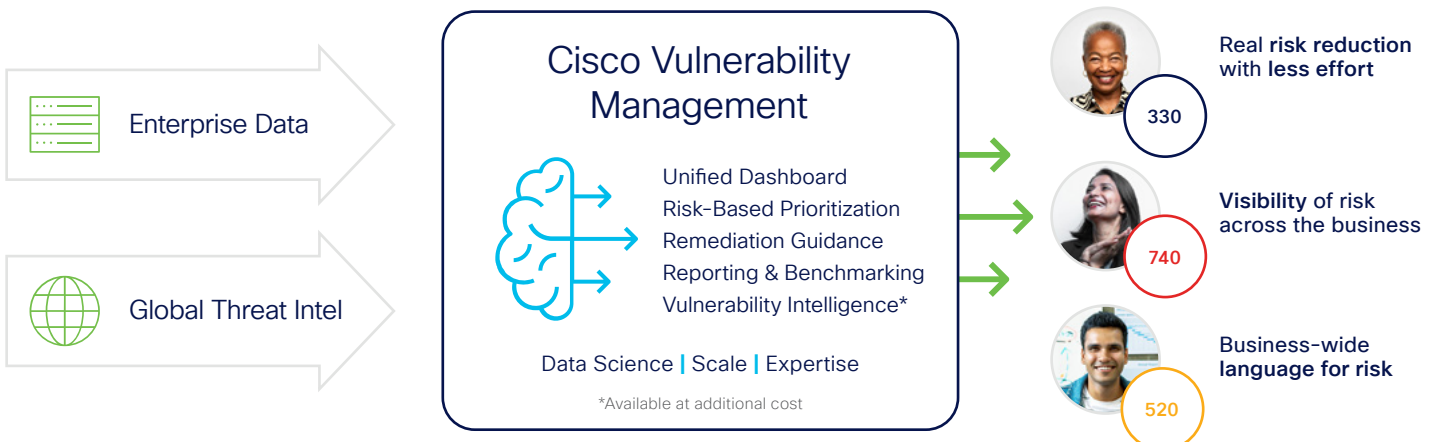 Enterprise Data
Global Threat Intel
Cisco Vulnerability
Management
Unified Dashboard
Risk-Based Prioritization
Remediation Guidance
Reporting & Benchmarking
Vulnerability Intelligence*
Data Science | Scale | Expertise
*Available at additional cost
Real risk reduction
with less effort
330
Visibility of risk
across the business
740
Business-wide
language for risk
520